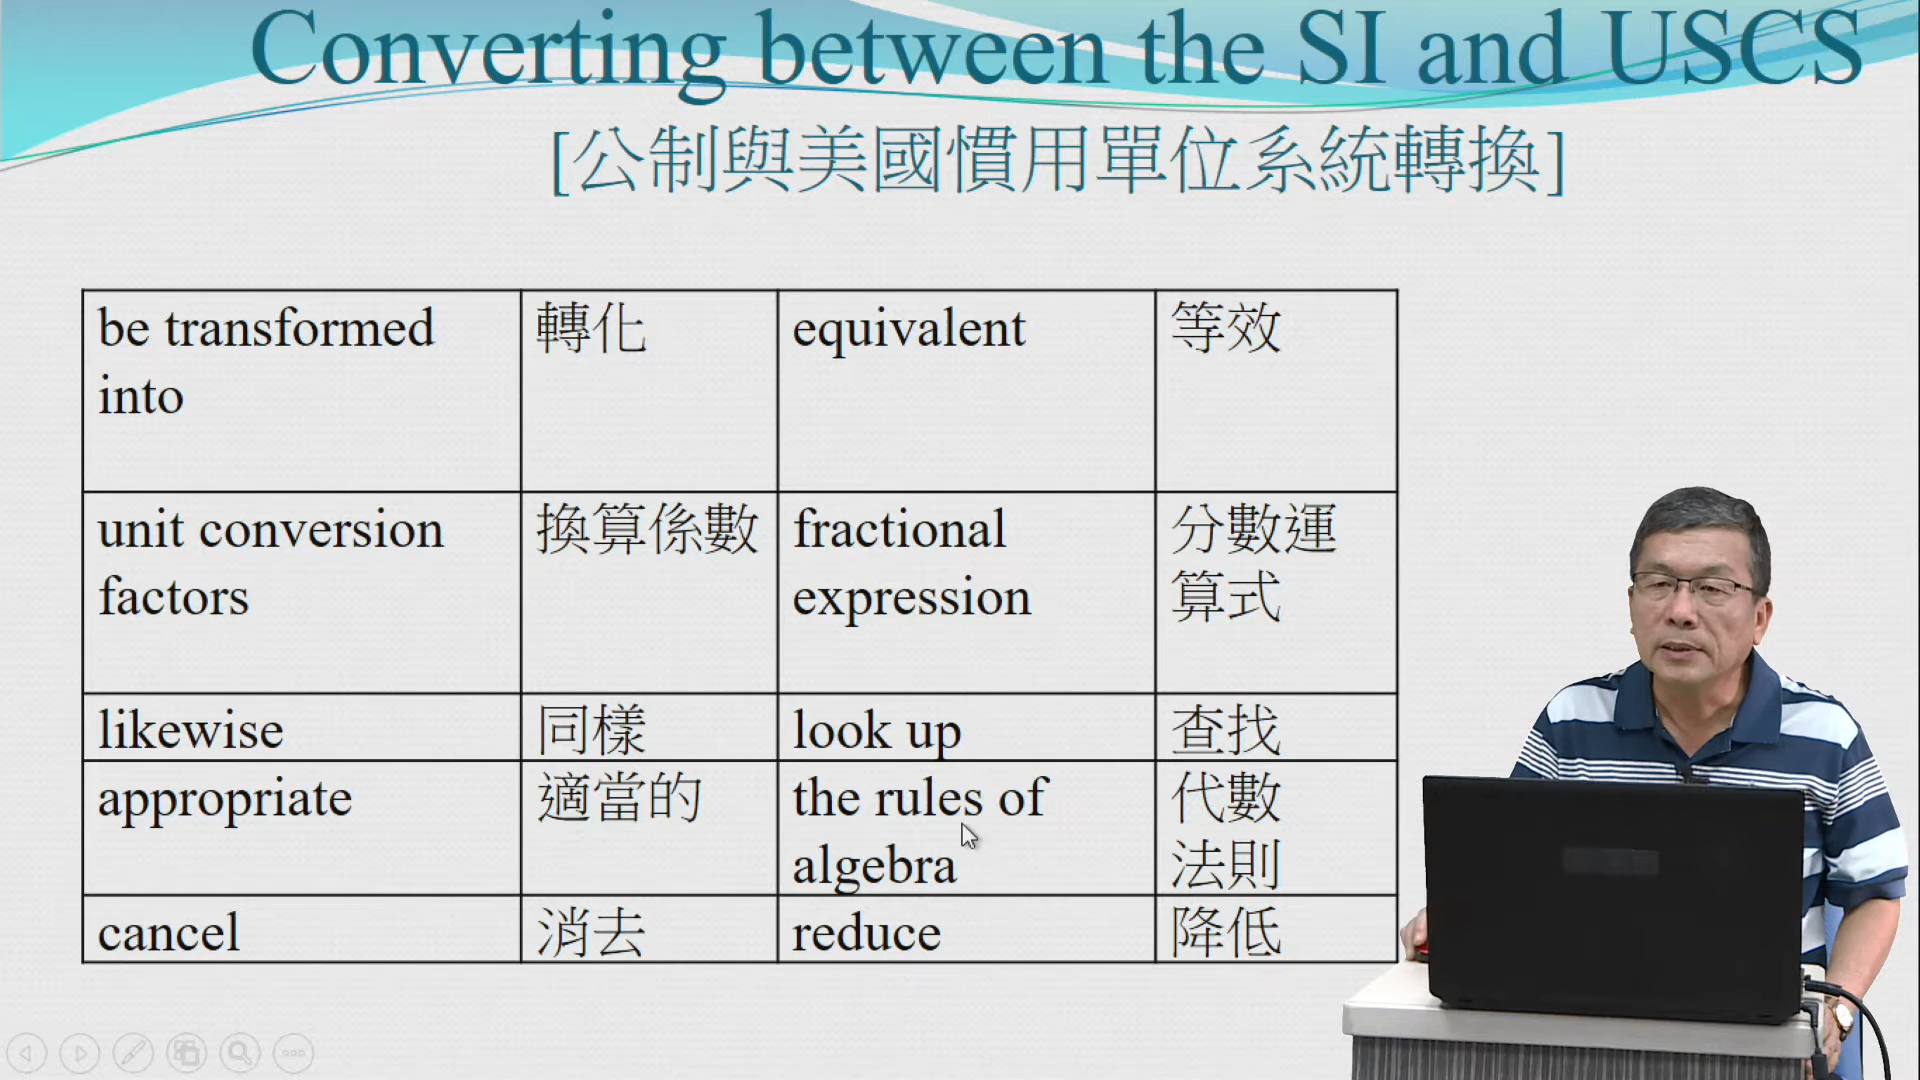 Converting between the SI and USCS
[公制與美國慣用單位系統轉換]
be transformed
into
轉化
equivalent
等效
unit conversion
factors
換算係數
fractional
expression
分數運
算式
likewise
同樣
look up
查找
appropriate
適當的
the rules of
algebra
代數
法則
cancel
消去
reduce
降低